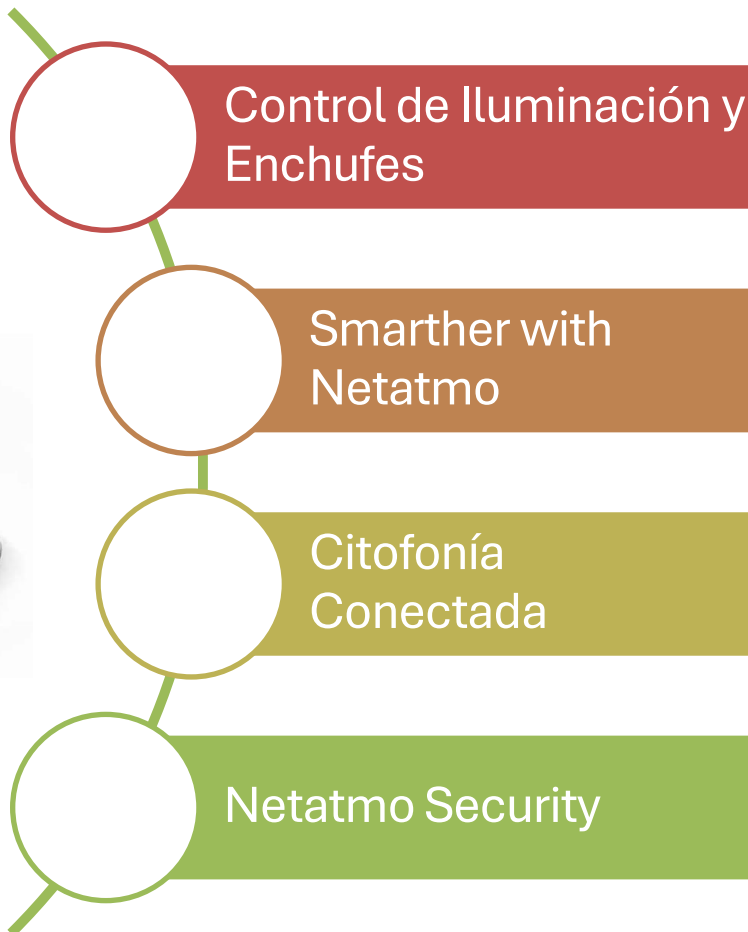 Control de Iluminación y
Enchufes
Smarther with
Netatmo
Citofonía
Conectada
Netatmo Security